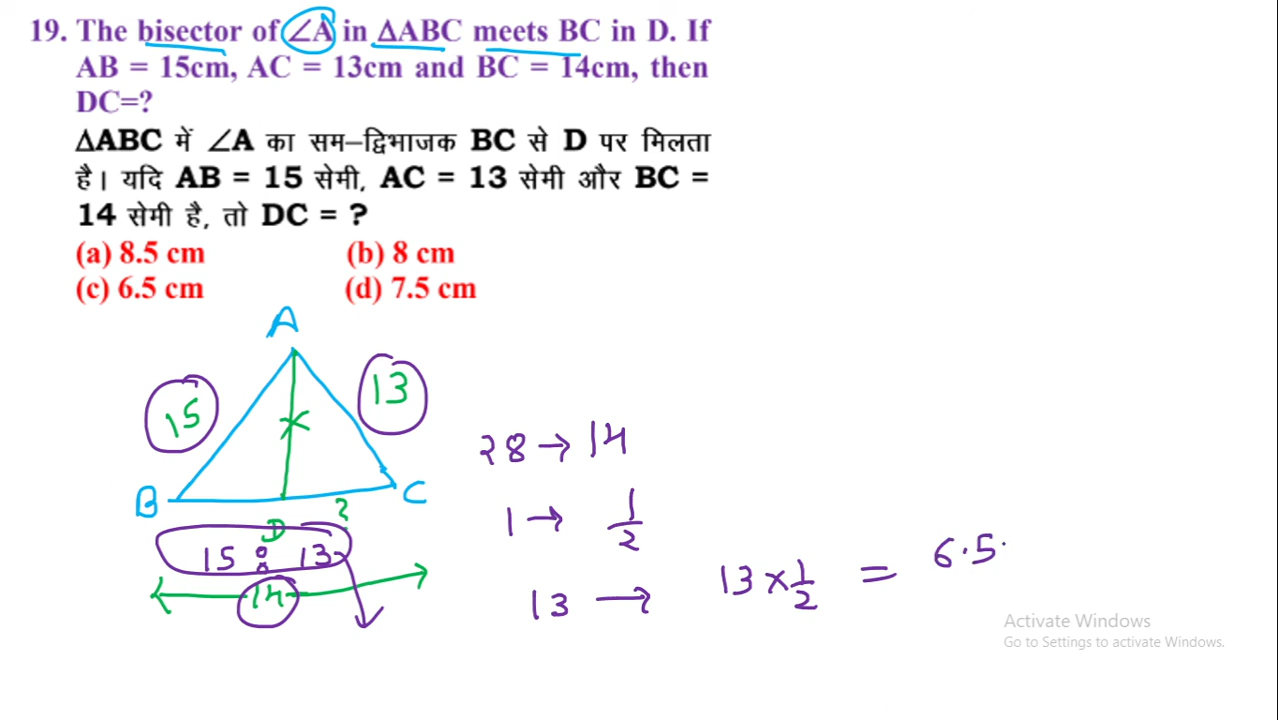 19. The bisector of ∠A in ΔABC meets BC in D. If
AB = 15cm, AC = 13cm and BC = 14cm, then
DC=?
ΔABC में ∠A का सम–द्विभाजक BC से D पर मिलता
है। यदि AB = 15 सेमी, AC = 13 सेमी और BC =
14 सेमी है, तो DC = ?
(a) 8.5 cm (b) 8 cm
(c) 6.5 cm (d) 7.5 cm
A
15 13
B C
D ?
15 : 13
14
28 → 14
1 → 1/2
13 → 13 × 1/2 = 6.5
Activate Windows
Go to Settings to activate Windows.